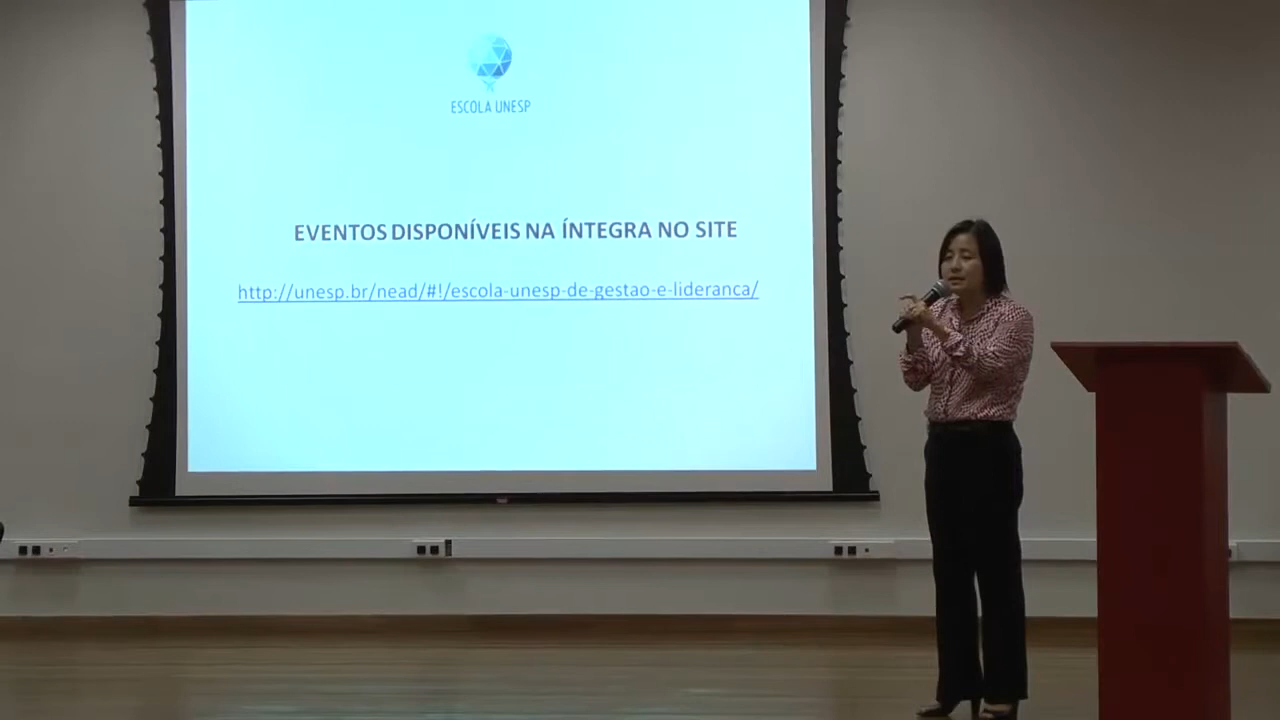 ESCOLA UNESP
EVENTOS DISPONÍVEIS NA ÍNTEGRA NO SITE
http://unesp.br/nead/#!/escola-unesp-de-gestao-e-lideranca/